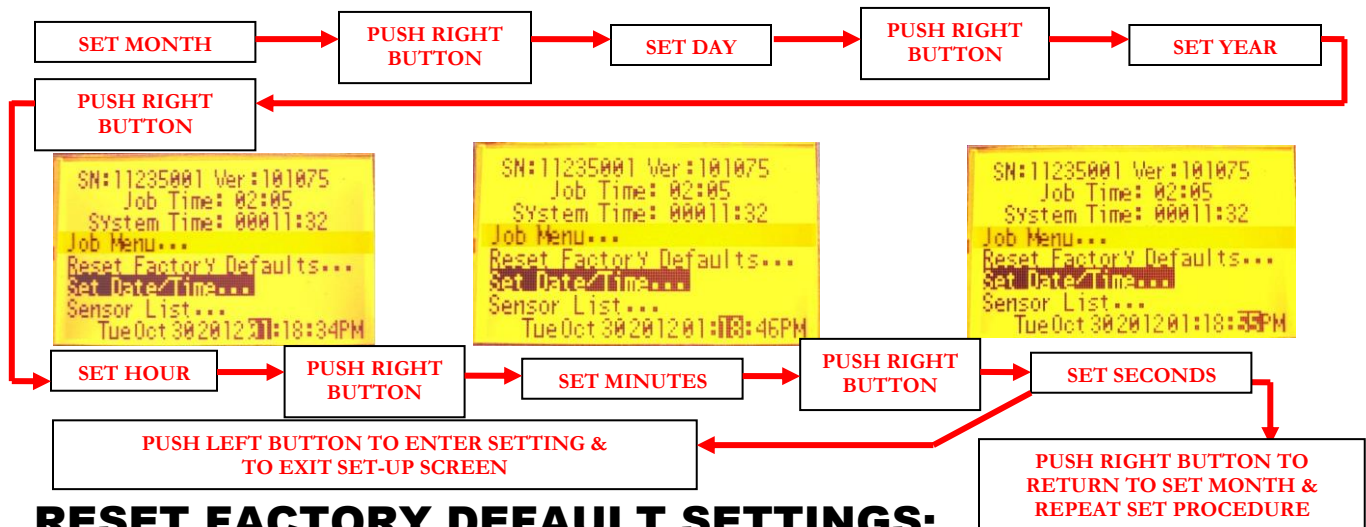 SET MONTH
PUSH RIGHT
BUTTON
SET DAY
PUSH RIGHT
BUTTON
SET YEAR
PUSH RIGHT
BUTTON
SN:11235001 Ver:101075
Job Time: 02:05
System Time: 00011:32
Job Menu...
Reset Factory Defaults...
Set Date/Time...
Sensor List...
Tue Oct 30 2012 01:18:34PM
SN:11235001 Ver:101075
Job Time: 02:05
System Time: 00011:32
Job Menu...
Reset Factory Defaults...
Set Date/Time...
Sensor List...
Tue Oct 30 2012 01:18:46PM
SN:11235001 Ver:101075
Job Time: 02:05
System Time: 00011:32
Job Menu...
Reset Factory Defaults...
Set Date/Time...
Sensor List...
Tue Oct 30 2012 01:18:55PM
SET HOUR
PUSH RIGHT
BUTTON
SET MINUTES
PUSH RIGHT
BUTTON
SET SECONDS
PUSH LEFT BUTTON TO ENTER SETTING &
TO EXIT SET-UP SCREEN
PUSH RIGHT BUTTON TO
RETURN TO SET MONTH &
REPEAT SET PROCEDURE
RESET FACTORY DEFAULT SETTINGS: